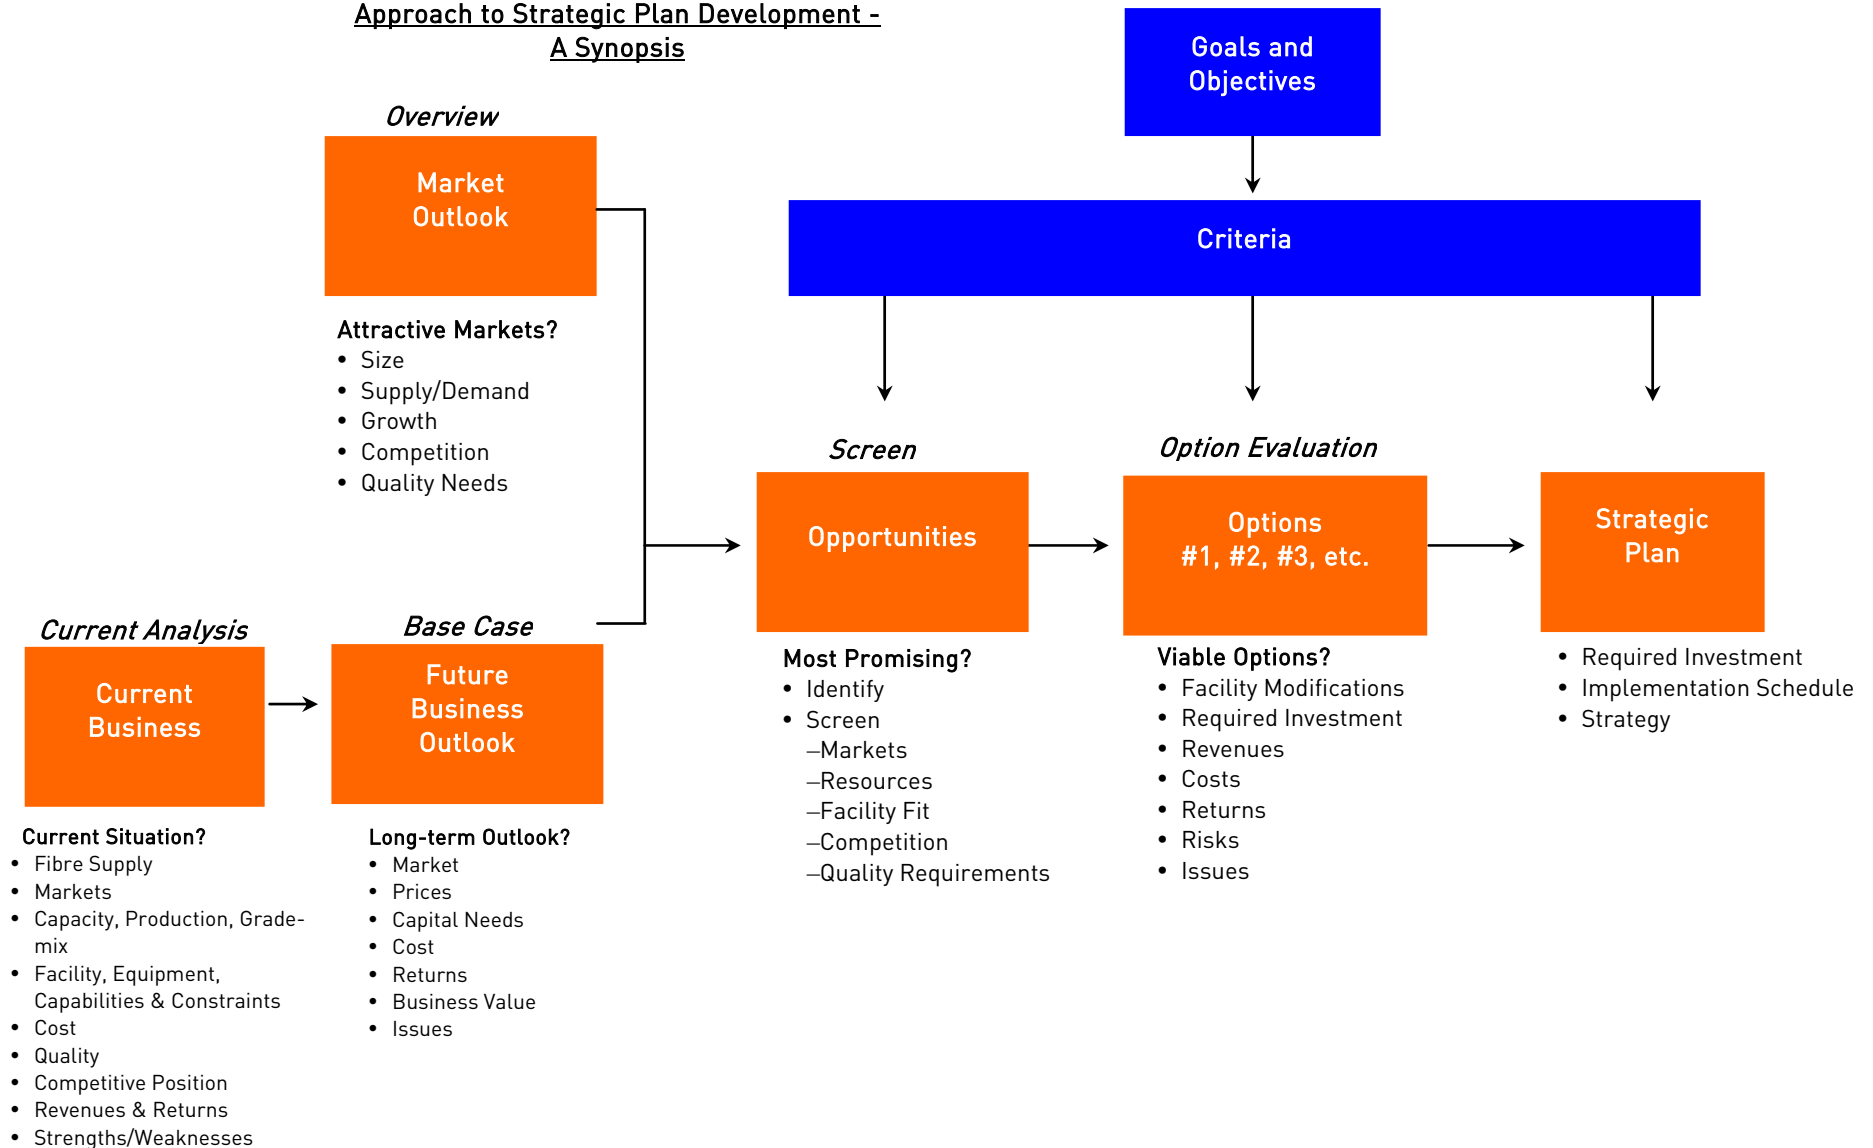 Approach to Strategic Plan Development -
A Synopsis
Goals and
Objectives
Criteria
Overview
Market
Outlook
Attractive Markets?
• Size
• Supply/Demand
• Growth
• Competition
• Quality Needs
Current Analysis
Current
Business
Current Situation?
• Fibre Supply
• Markets
• Capacity, Production, Grade-
mix
• Facility, Equipment,
Capabilities & Constraints
• Cost
• Quality
• Competitive Position
• Revenues & Returns
• Strengths/Weaknesses
Base Case
Future
Business
Outlook
Long-term Outlook?
• Market
• Prices
• Capital Needs
• Cost
• Returns
• Business Value
• Issues
Screen
Opportunities
Most Promising?
• Identify
• Screen
–Markets
–Resources
–Facility Fit
–Competition
–Quality Requirements
Option Evaluation
Options
#1, #2, #3, etc.
Viable Options?
• Facility Modifications
• Required Investment
• Revenues
• Costs
• Returns
• Risks
• Issues
Strategic
Plan
• Required Investment
• Implementation Schedule
• Strategy